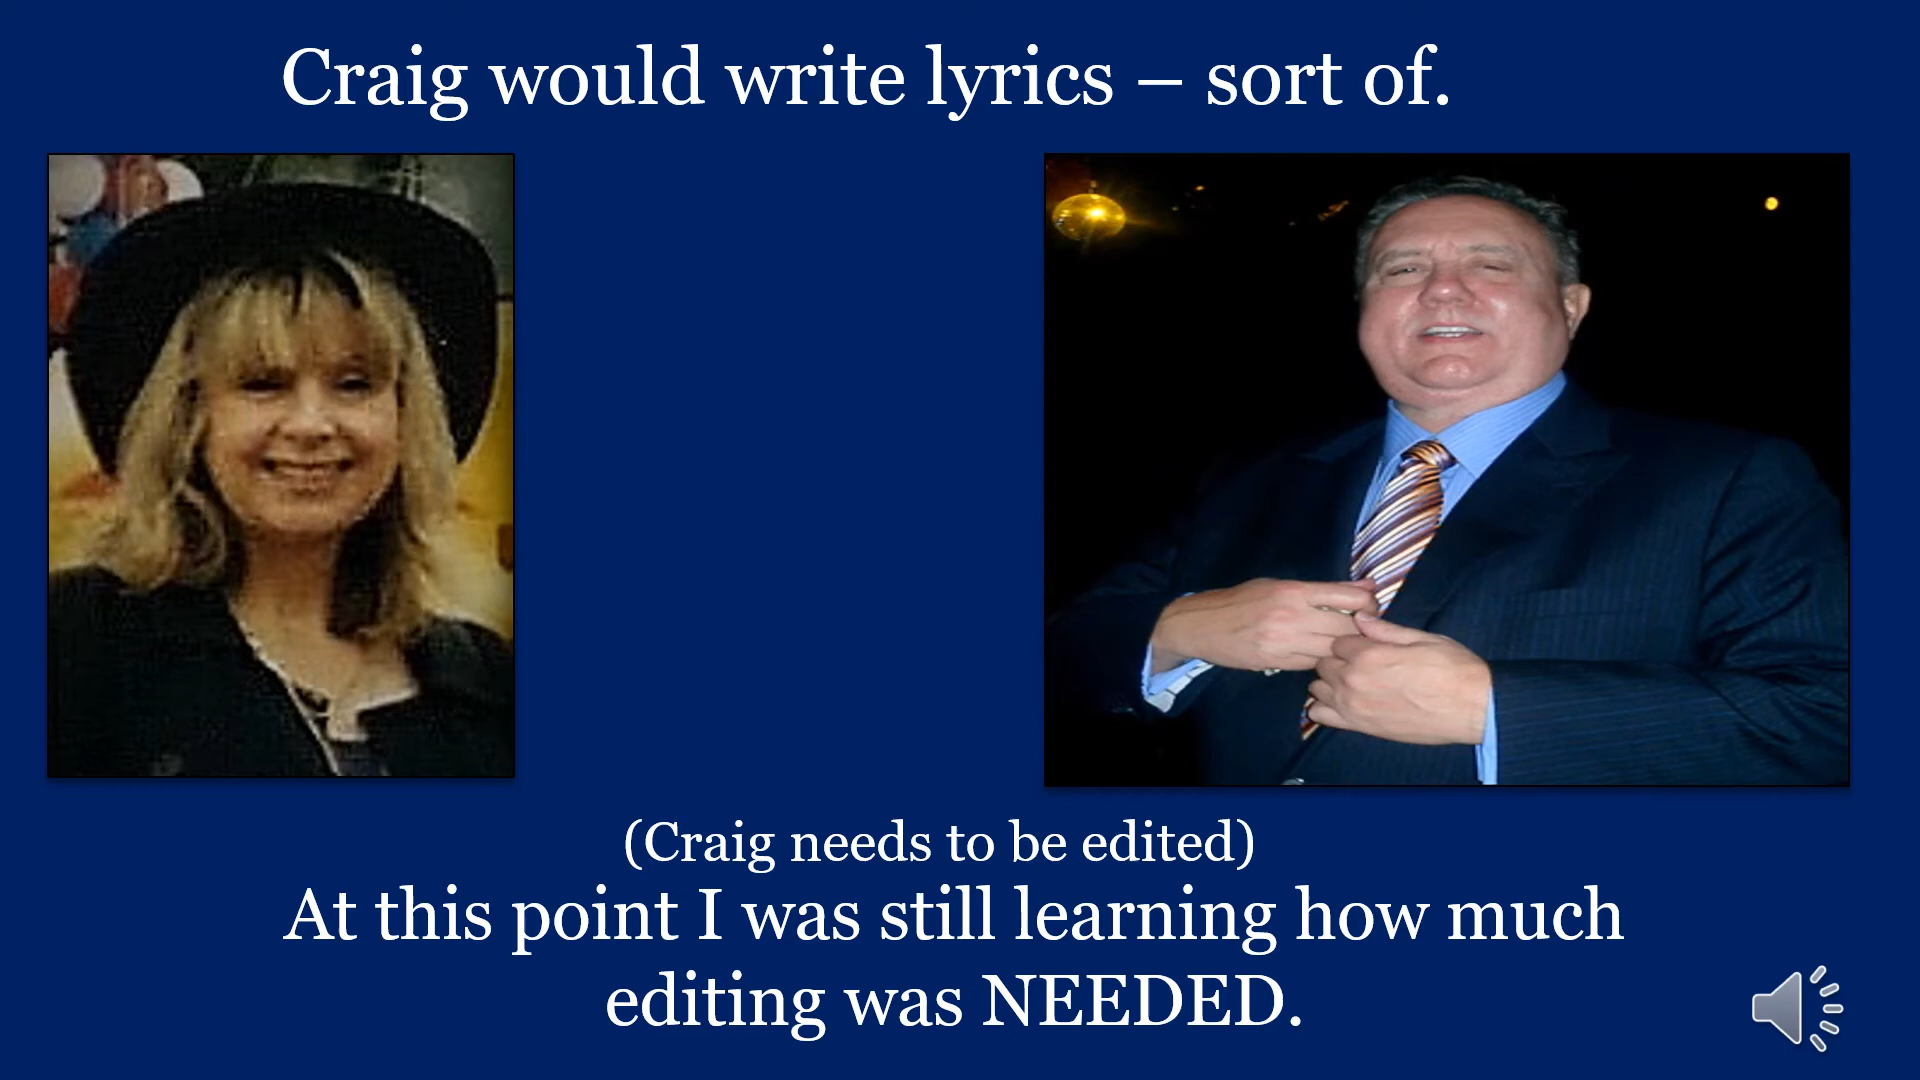 Craig would write lyrics – sort of.
(Craig needs to be edited)
At this point I was still learning how much
editing was NEEDED.